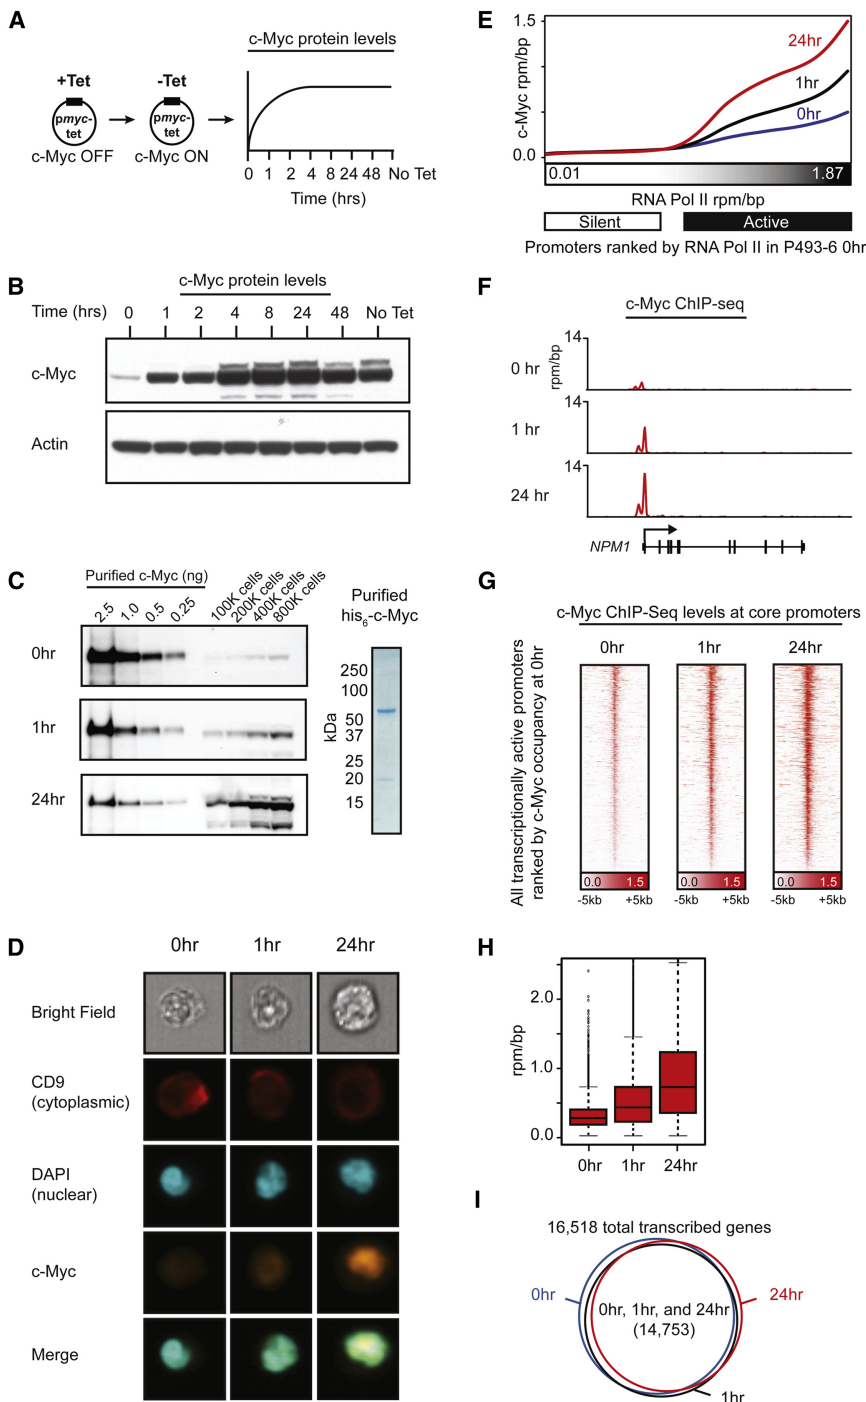 A
c-Myc protein levels
+Tet
-Tet
pmyc-
tet
pmyc-
tet
c-Myc OFF
c-Myc ON
0 1 2 4 8 24 48 No Tet
Time (hrs)
B
c-Myc protein levels
Time (hrs) 0 1 2 4 8 24 48 No Tet
c-Myc
Actin
C
Purified c-Myc (ng)
2.5 1.0 0.5 0.25 100K cells 200K cells 400K cells 800K cells
0hr
1hr
24hr
Purified
his6-c-Myc
kDa
250
100
50
37
25
20
15
D
0hr 1hr 24hr
Bright Field
CD9
(cytoplasmic)
DAPI
(nuclear)
c-Myc
Merge
E
c-Myc rpm/bp
1.5
0.0
24hr
1hr
0hr
0.01 1.87
RNA Pol II rpm/bp
Silent Active
Promoters ranked by RNA Pol II in P493-6 0hr
F
c-Myc ChIP-seq
rpm/bp
14
0 hr
14
1 hr
14
24 hr
NPM1
G
c-Myc ChIP-Seq levels at core promoters
0hr 1hr 24hr
All transcriptionally active promoters
ranked by c-Myc occupancy at 0hr
0.0 1.5 0.0 1.5 0.0 1.5
-5kb +5kb -5kb +5kb -5kb +5kb
H
rpm/bp
2.0
1.0
0.0
0hr 1hr 24hr
I
16,518 total transcribed genes
0hr
24hr
0hr, 1hr, and 24hr
(14,753)
1hr